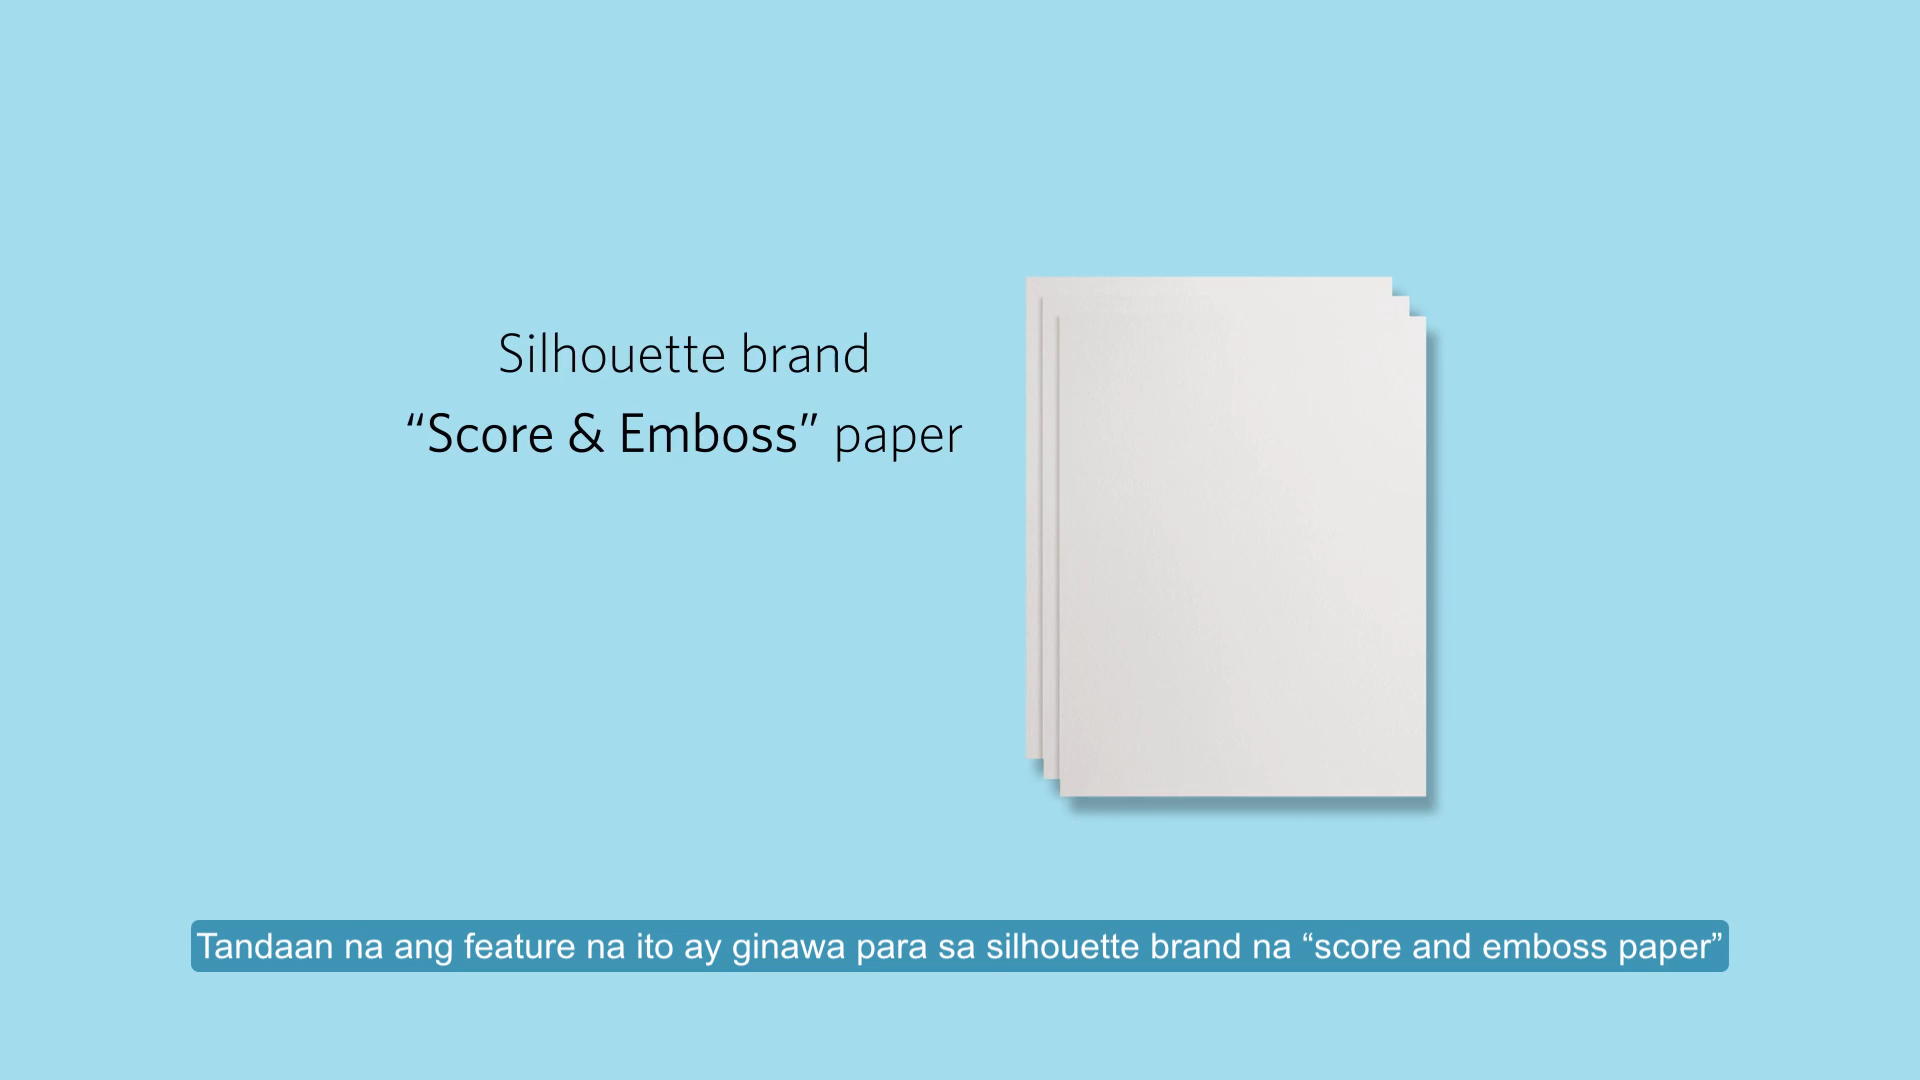 Silhouette brand
“Score & Emboss” paper
Tandaan na ang feature na ito ay ginawa para sa silhouette brand na “score and emboss paper”